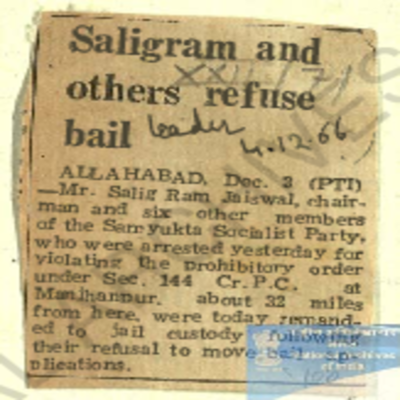 Saligram and
others refuse
bail
Leader
4.12.66
ALLAHABAD, Dec. 3 (PTI)
—Mr. Salig Ram Jaiswal, chair-
man and six other members
of the Samyukta Socialist Party,
who were arrested yesterday for
violating the prohibitory order
under Sec. 144 Cr.P.C. at
Manjhanpur, about 32 miles
from here, were today remand-
ed to jail custody following
their refusal to move bail ap-
plications.